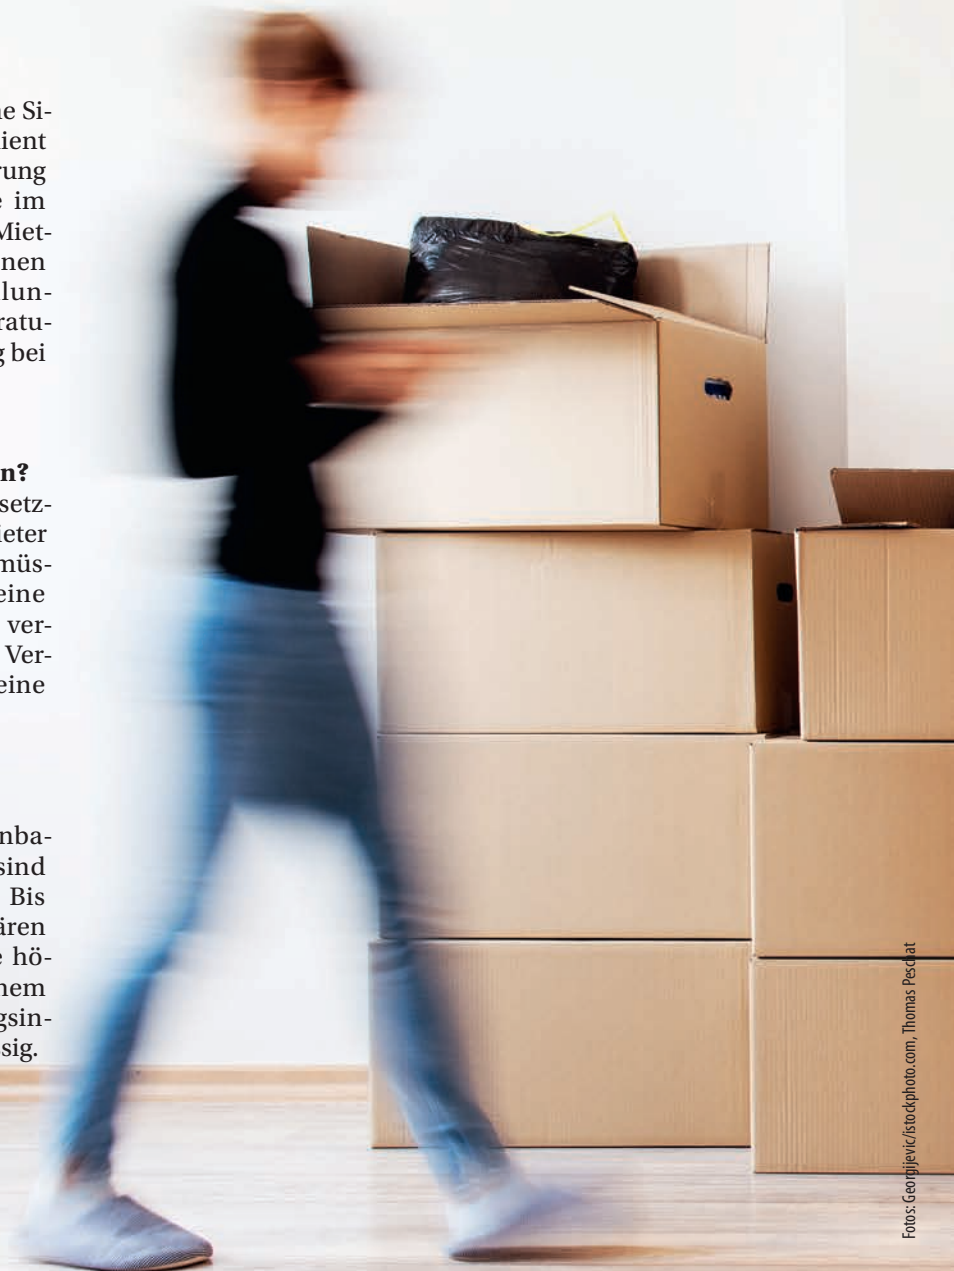 ne Si-
ient
rung
e im
Miet-
nen
lun-
ratu-
g bei
n?
setz-
ieter
müs-
eine
ver-
Ver-
eine
nba-
sind
Bis
ären
e hö-
nem
gsin-
sig.
Fotos: Georgijevic/istockphoto.com, Thomas Peschat